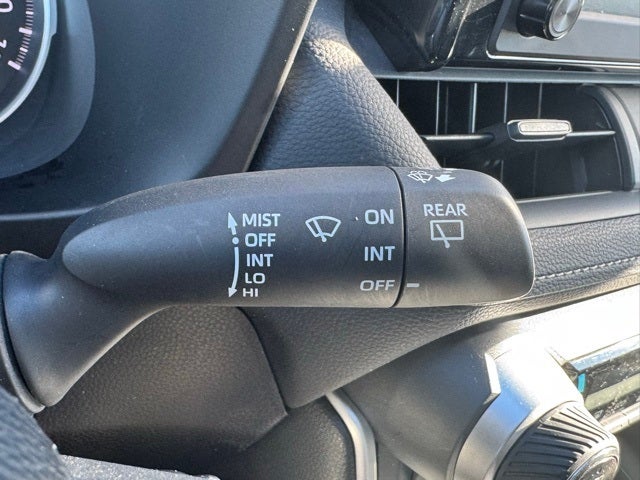 MIST
OFF
INT
LO
HI
ON
INT
OFF
REAR